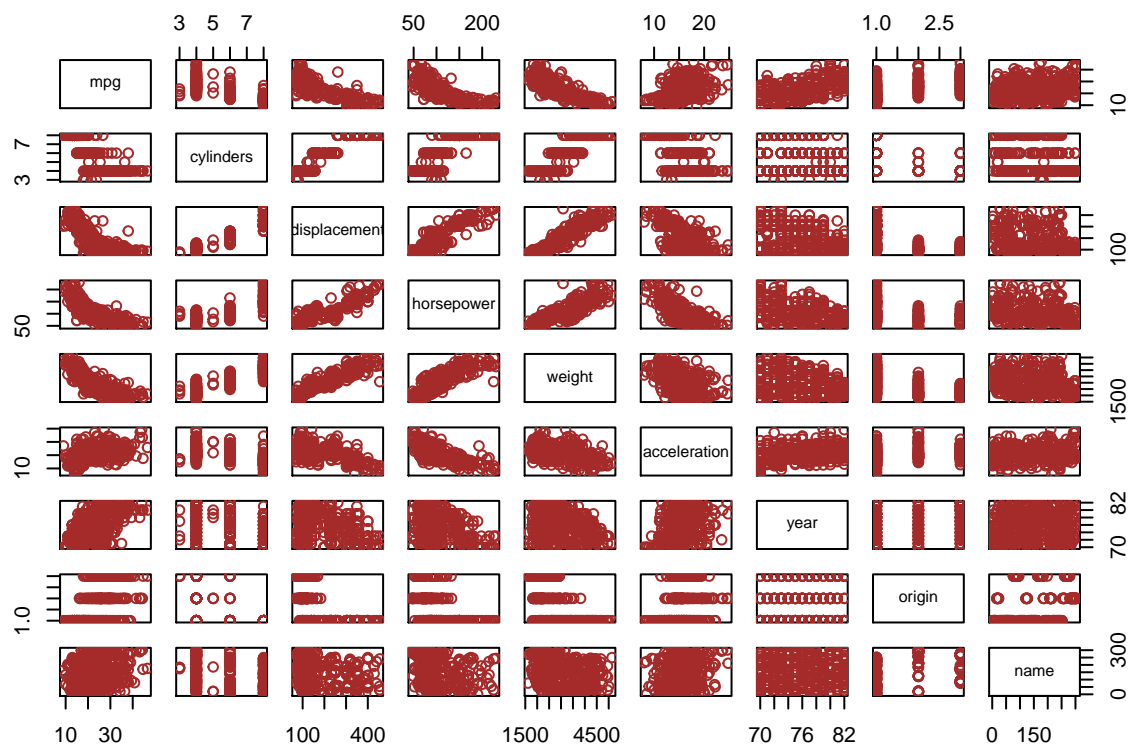 3 5 7
50 200
10 20
1.0 2.5
mpg
10
3 7
cylinders
displacement
100
50
horsepower
weight
1500
10
acceleration
year
70 82
1.0
origin
name
0 150 300
10 30
100 400
1500 4500
70 76 82
0 150